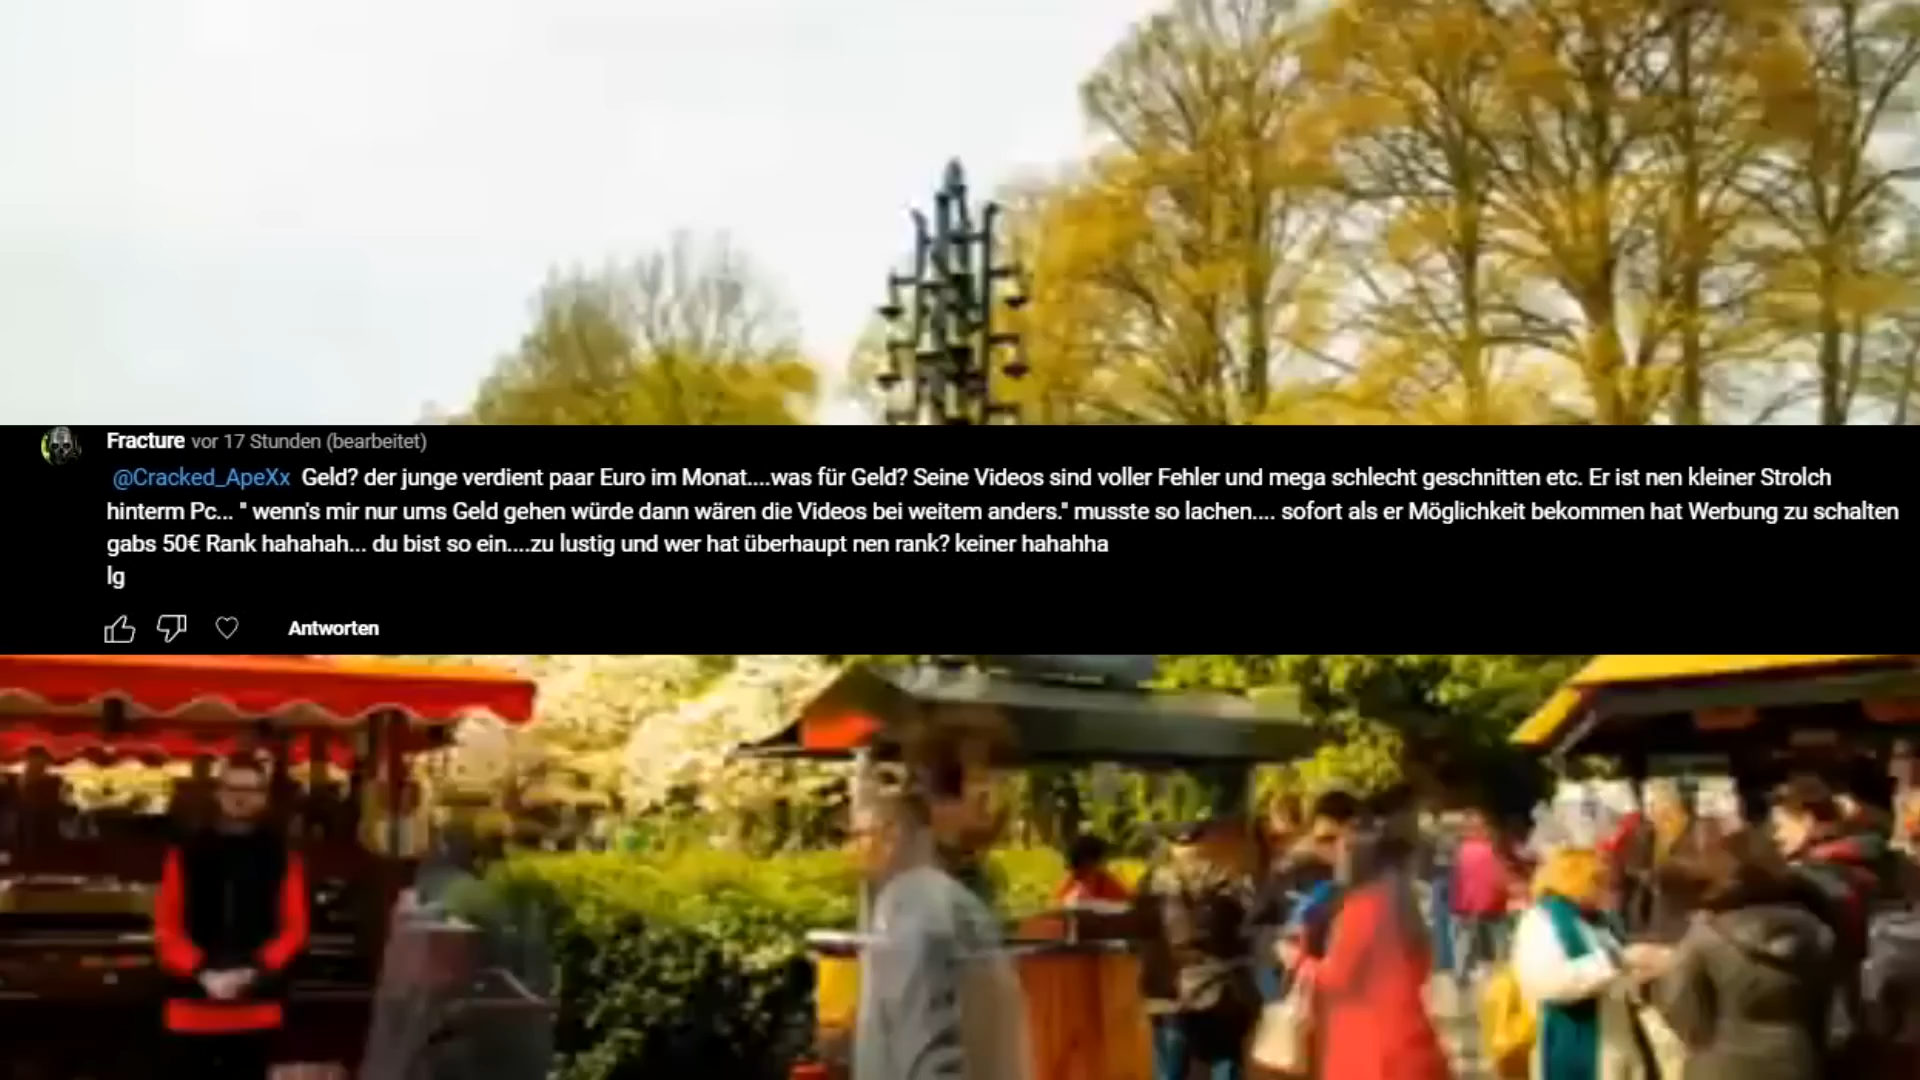 Fracture vor 17 Stunden (bearbeitet)
@Cracked_ApeXx Geld? der junge verdient paar Euro im Monat....was für Geld? Seine Videos sind voller Fehler und mega schlecht geschnitten etc. Er ist nen kleiner Strolch
hinterm Pc... " wenn's mir nur ums Geld gehen würde dann wären die Videos bei weitem anders." musste so lachen.... sofort als er Möglichkeit bekommen hat Werbung zu schalten
gabs 50€ Rank hahahah... du bist so ein....zu lustig und wer hat überhaupt nen rank? keiner hahahha
lg
Antworten